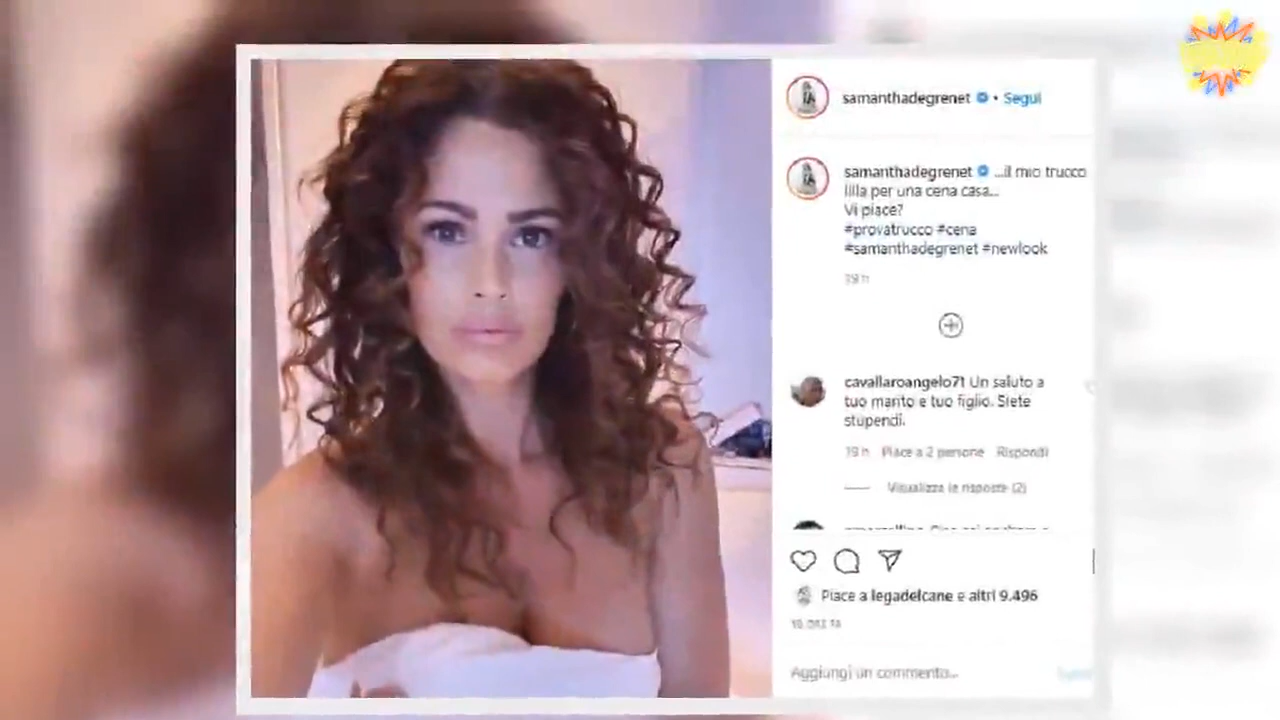 samanthadegrenet • Segui
samanthadegrenet ...il mio trucco
lilla per una cena casa...
Vi piace?
#provatrucco #cena
#samanthadegrenet #newlook
19 h
cavallaroangelo71 Un saluto a
tuo marito e tuo figlio. Siete
stupendi.
19 h Piace a 2 persone Rispondi
Visualizza le risposte (2)
Piace a legadelcane e altri 9.496
Aggiungi un commento...